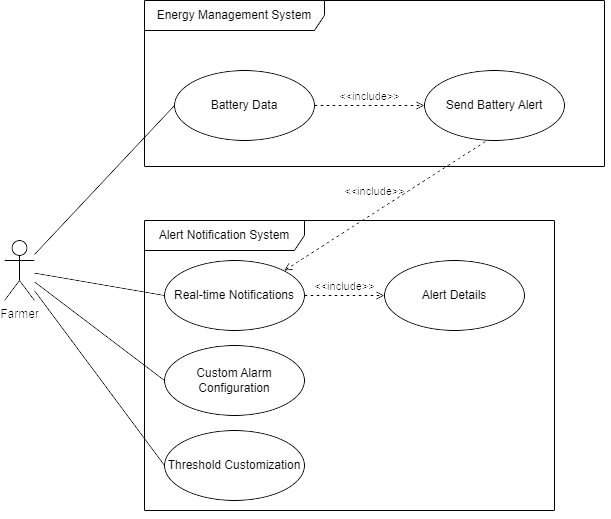 Energy Management System
Battery Data
<<include>>
Send Battery Alert
<<include>>
Alert Notification System
Real-time Notifications
<<include>>
Alert Details
Farmer
Custom Alarm
Configuration
Threshold Customization